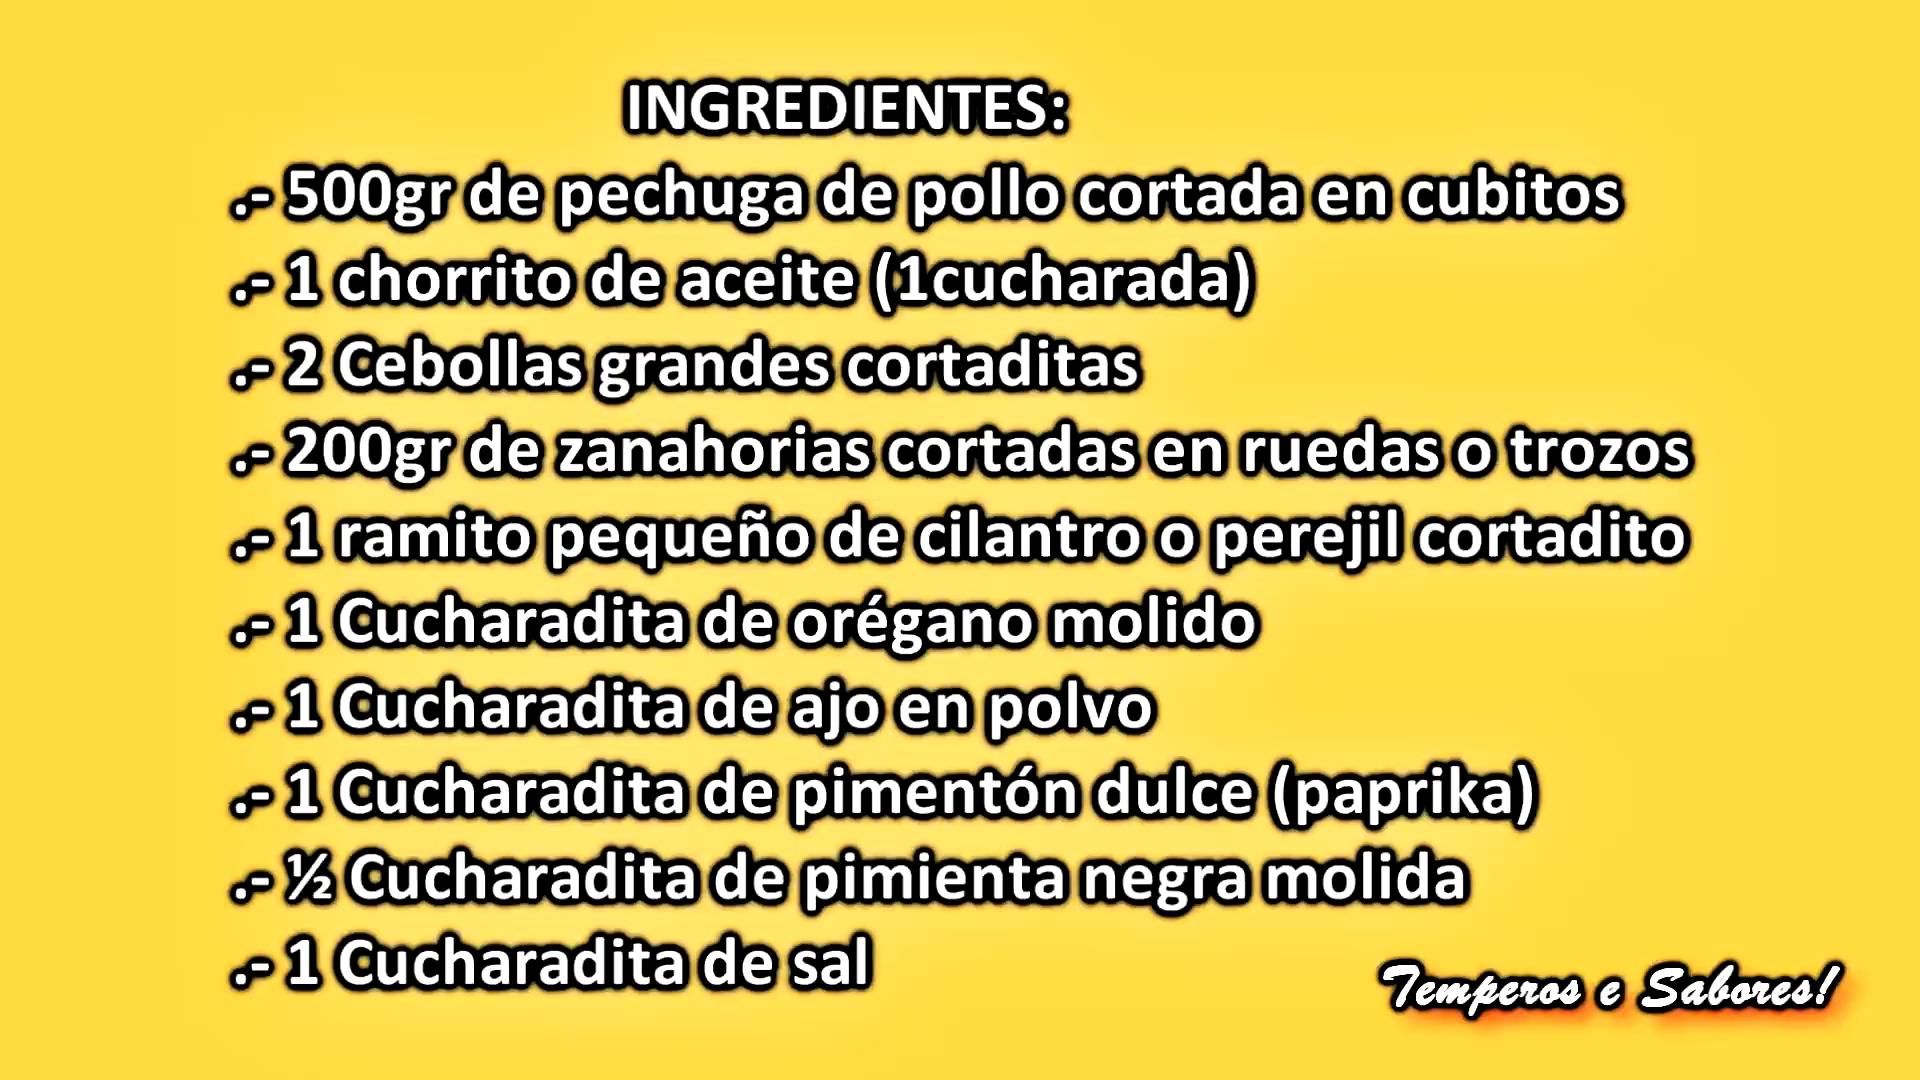 INGREDIENTES:
.- 500gr de pechuga de pollo cortada en cubitos
.- 1 chorrito de aceite (1cucharada)
.- 2 Cebollas grandes cortaditas
.- 200gr de zanahorias cortadas en ruedas o trozos
.- 1 ramito pequeño de cilantro o perejil cortadito
.- 1 Cucharadita de orégano molido
.- 1 Cucharadita de ajo en polvo
.- 1 Cucharadita de pimentón dulce (paprika)
.- ½ Cucharadita de pimienta negra molida
.- 1 Cucharadita de sal
Temperos e Sabores!